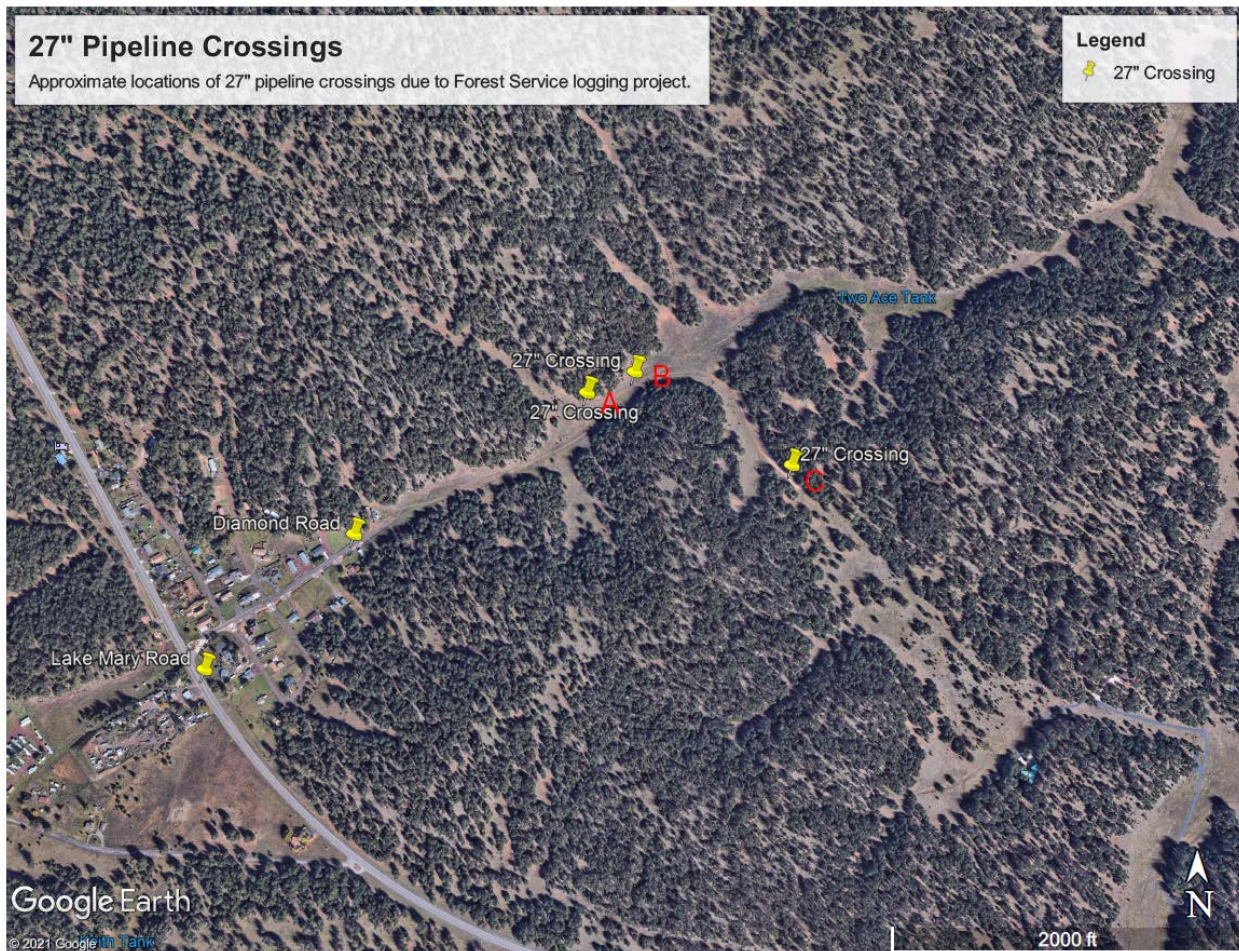 27" Pipeline Crossings
Approximate locations of 27" pipeline crossings due to Forest Service logging project.
Legend
27" Crossing
Two Ace Tank
27" Crossing
B
A
27" Crossing
27" Crossing
C
Diamond Road
Lake Mary Road
Google Earth
N
© 2021 Google
Tank
2000 ft